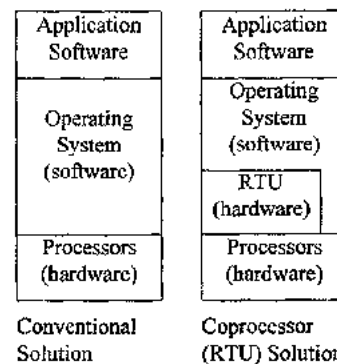 Application
Software
Operating
System
(software)
Processors
(hardware)
Conventional
Solution
Application
Software
Operating
System
(software)
RTU
(hardware)
Processors
(hardware)
Coprocessor
(RTU) Solution